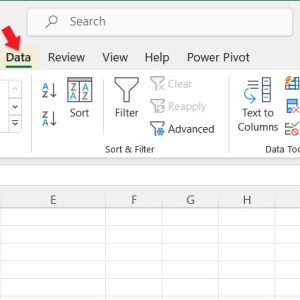 Search
Data Review View Help Power Pivot
Sort
Filter
Clear
Reapply
Advanced
Text to
Columns
Sort & Filter
Data Too
E F G H